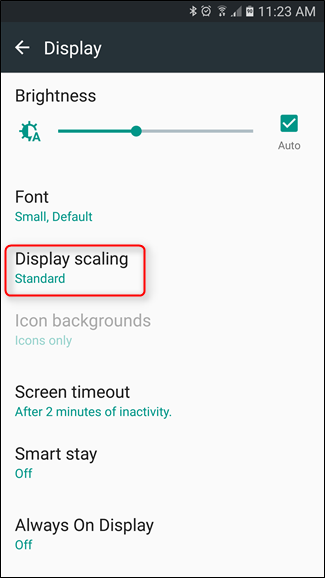 11:23 AM
Display
Brightness
A
Auto
Font
Small, Default
Display scaling
Standard
Icon backgrounds
Icons only
Screen timeout
After 2 minutes of inactivity.
Smart stay
Off
Always On Display
Off